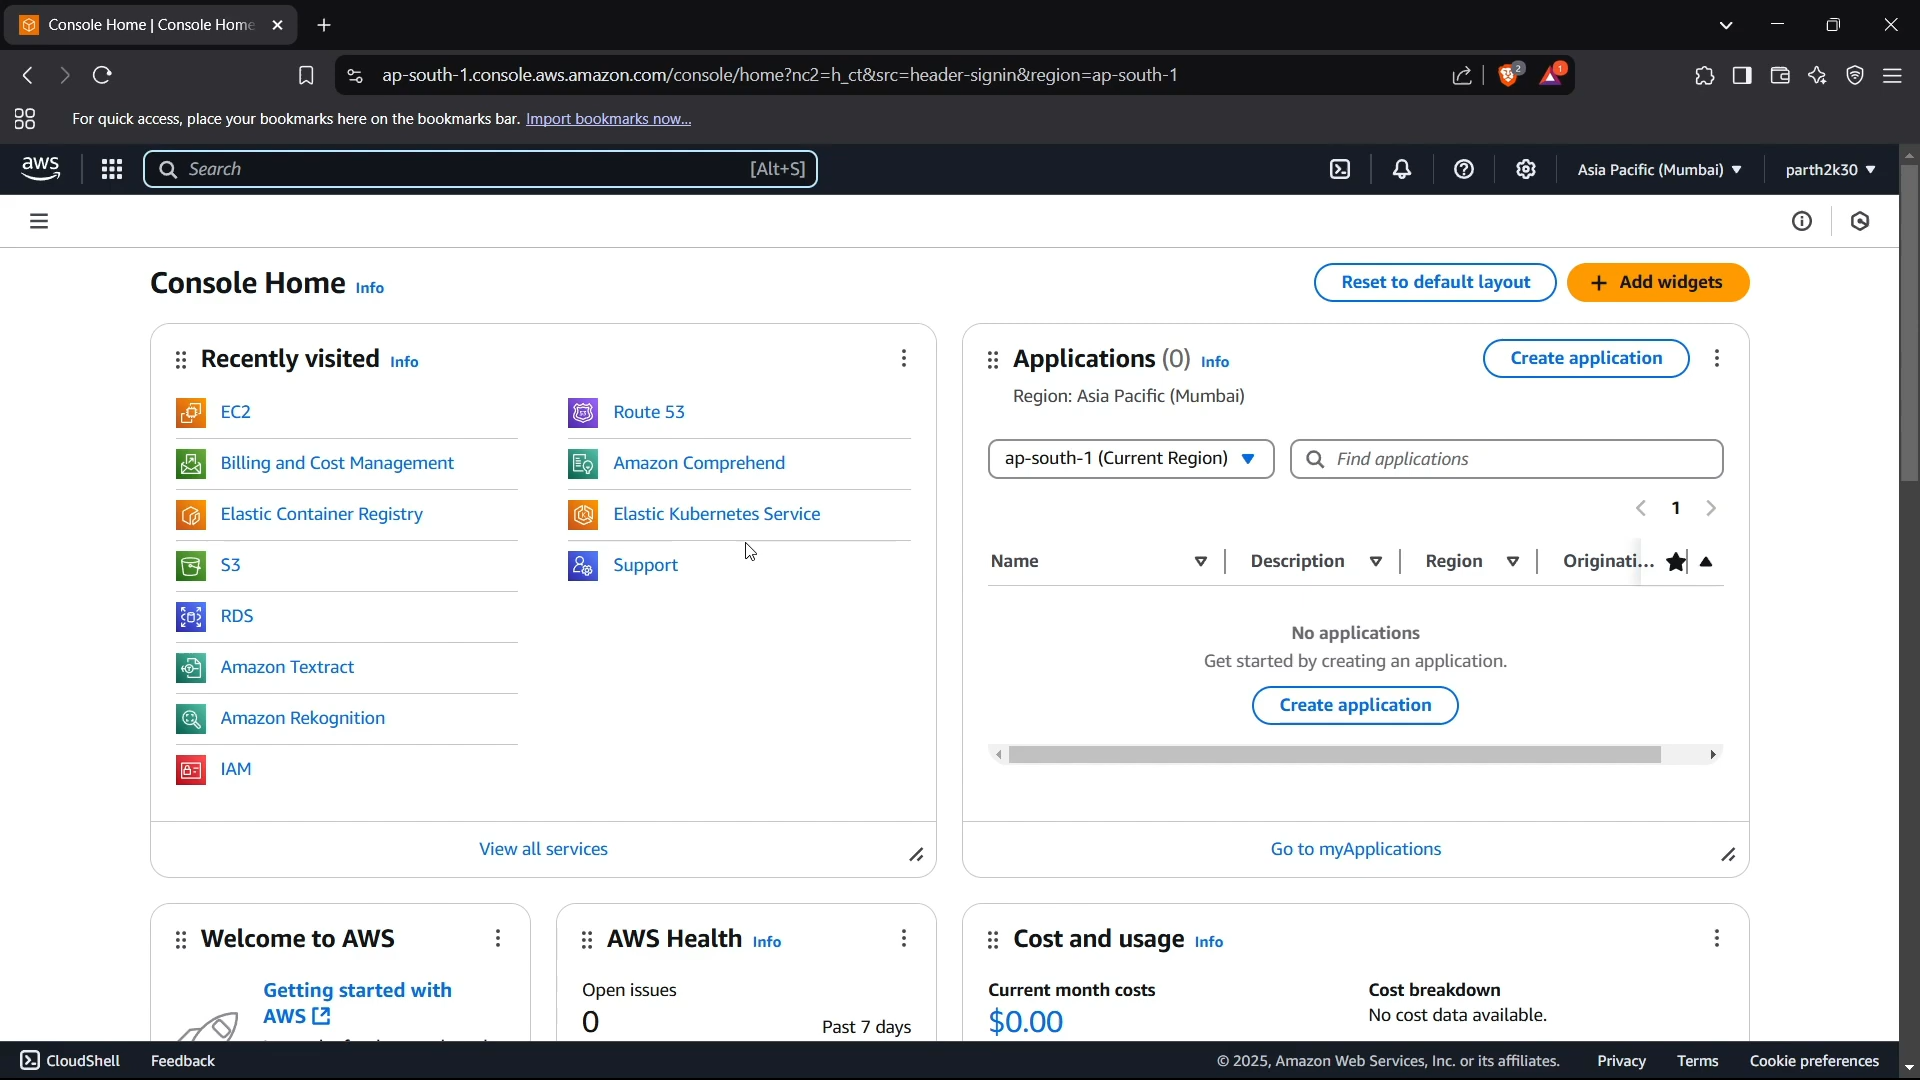 Console Home | Console Home
ap-south-1.console.aws.amazon.com/console/home?nc2=h_ct&src=header-signin&region=ap-south-1
2
1
For quick access, place your bookmarks here on the bookmarks bar. Import bookmarks now...
aws
Search
[Alt+S]
Asia Pacific (Mumbai)
parth2k30
Console Home Info
Reset to default layout
Add widgets
Recently visited Info
EC2
Billing and Cost Management
Elastic Container Registry
S3
RDS
Amazon Textract
Amazon Rekognition
IAM
Route 53
Amazon Comprehend
Elastic Kubernetes Service
Support
View all services
Applications (0) Info
Create application
Region: Asia Pacific (Mumbai)
ap-south-1 (Current Region)
Find applications
1
Name
Description
Region
Originati...
No applications
Get started by creating an application.
Create application
Go to myApplications
Welcome to AWS
Getting started with
AWS
AWS Health Info
Open issues
0
Past 7 days
Cost and usage Info
Current month costs
$0.00
Cost breakdown
No cost data available.
CloudShell
Feedback
© 2025, Amazon Web Services, Inc. or its affiliates.
Privacy
Terms
Cookie preferences